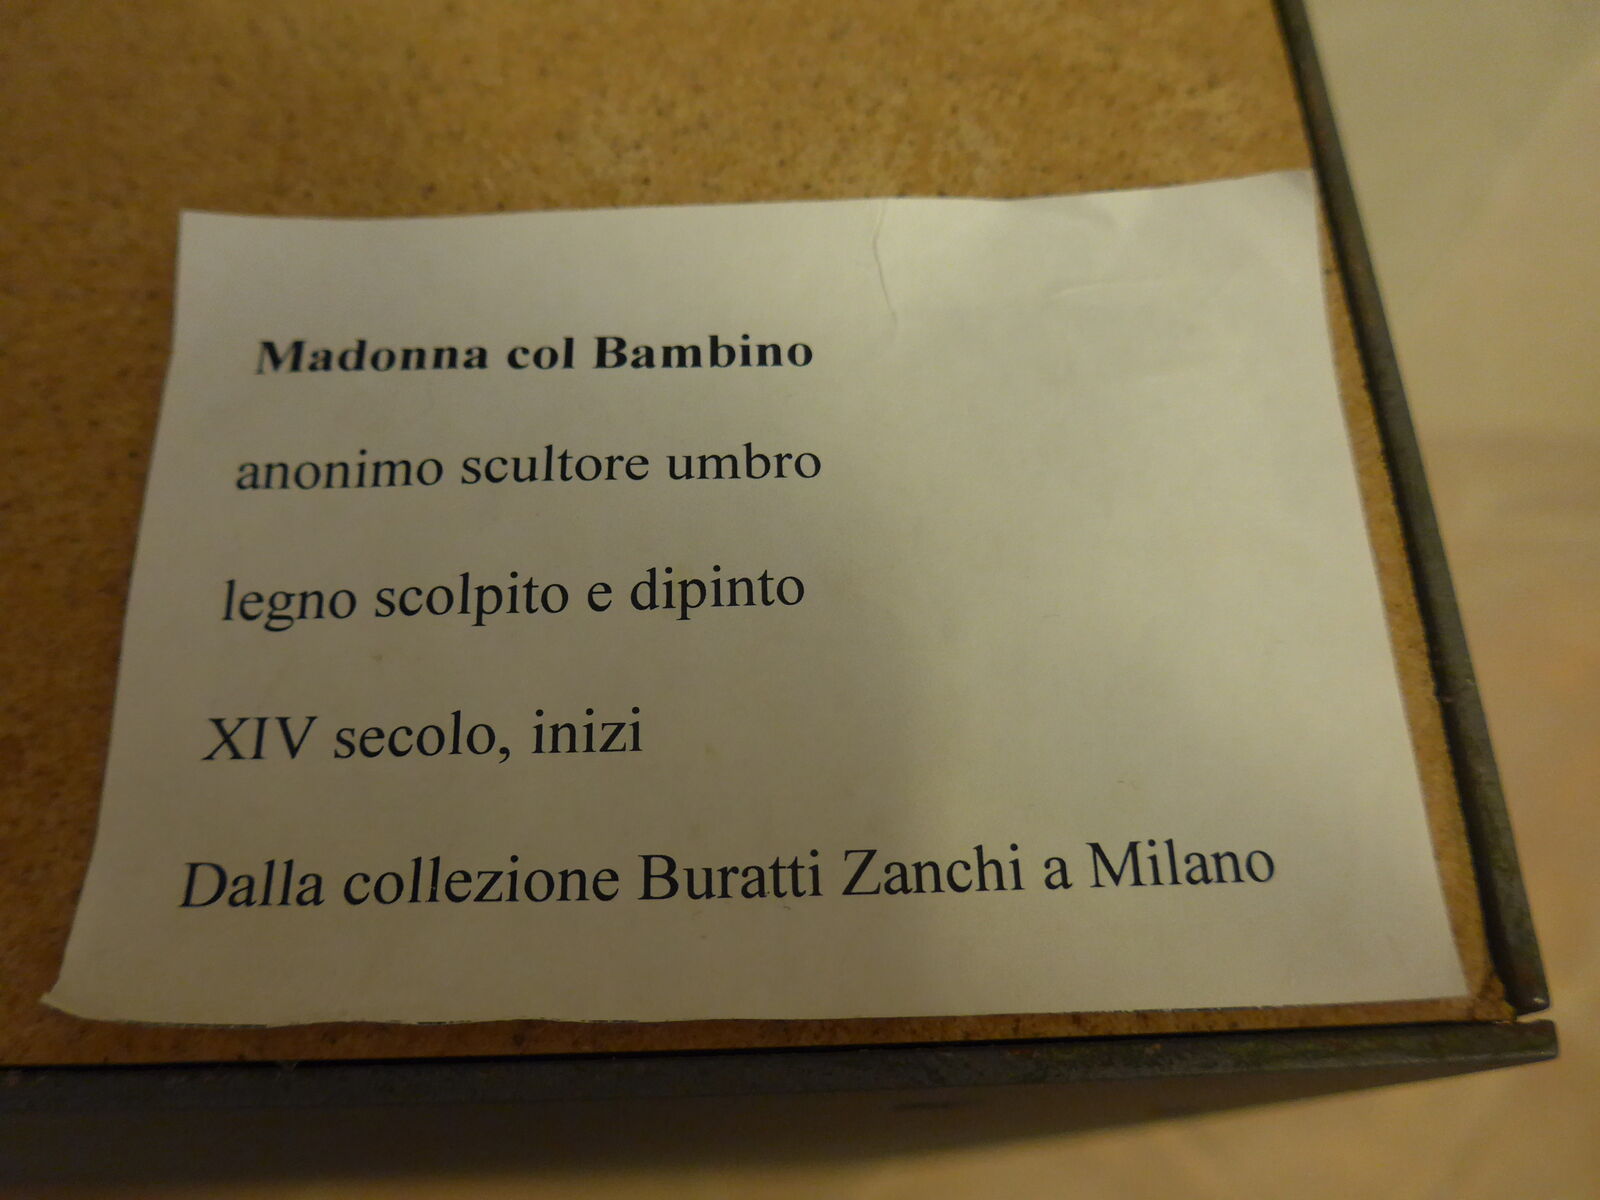 Madonna col Bambino
anonimo scultore umbro
legno scolpito e dipinto
XIV secolo, inizi
Dalla collezione Buratti Zanchi a Milano